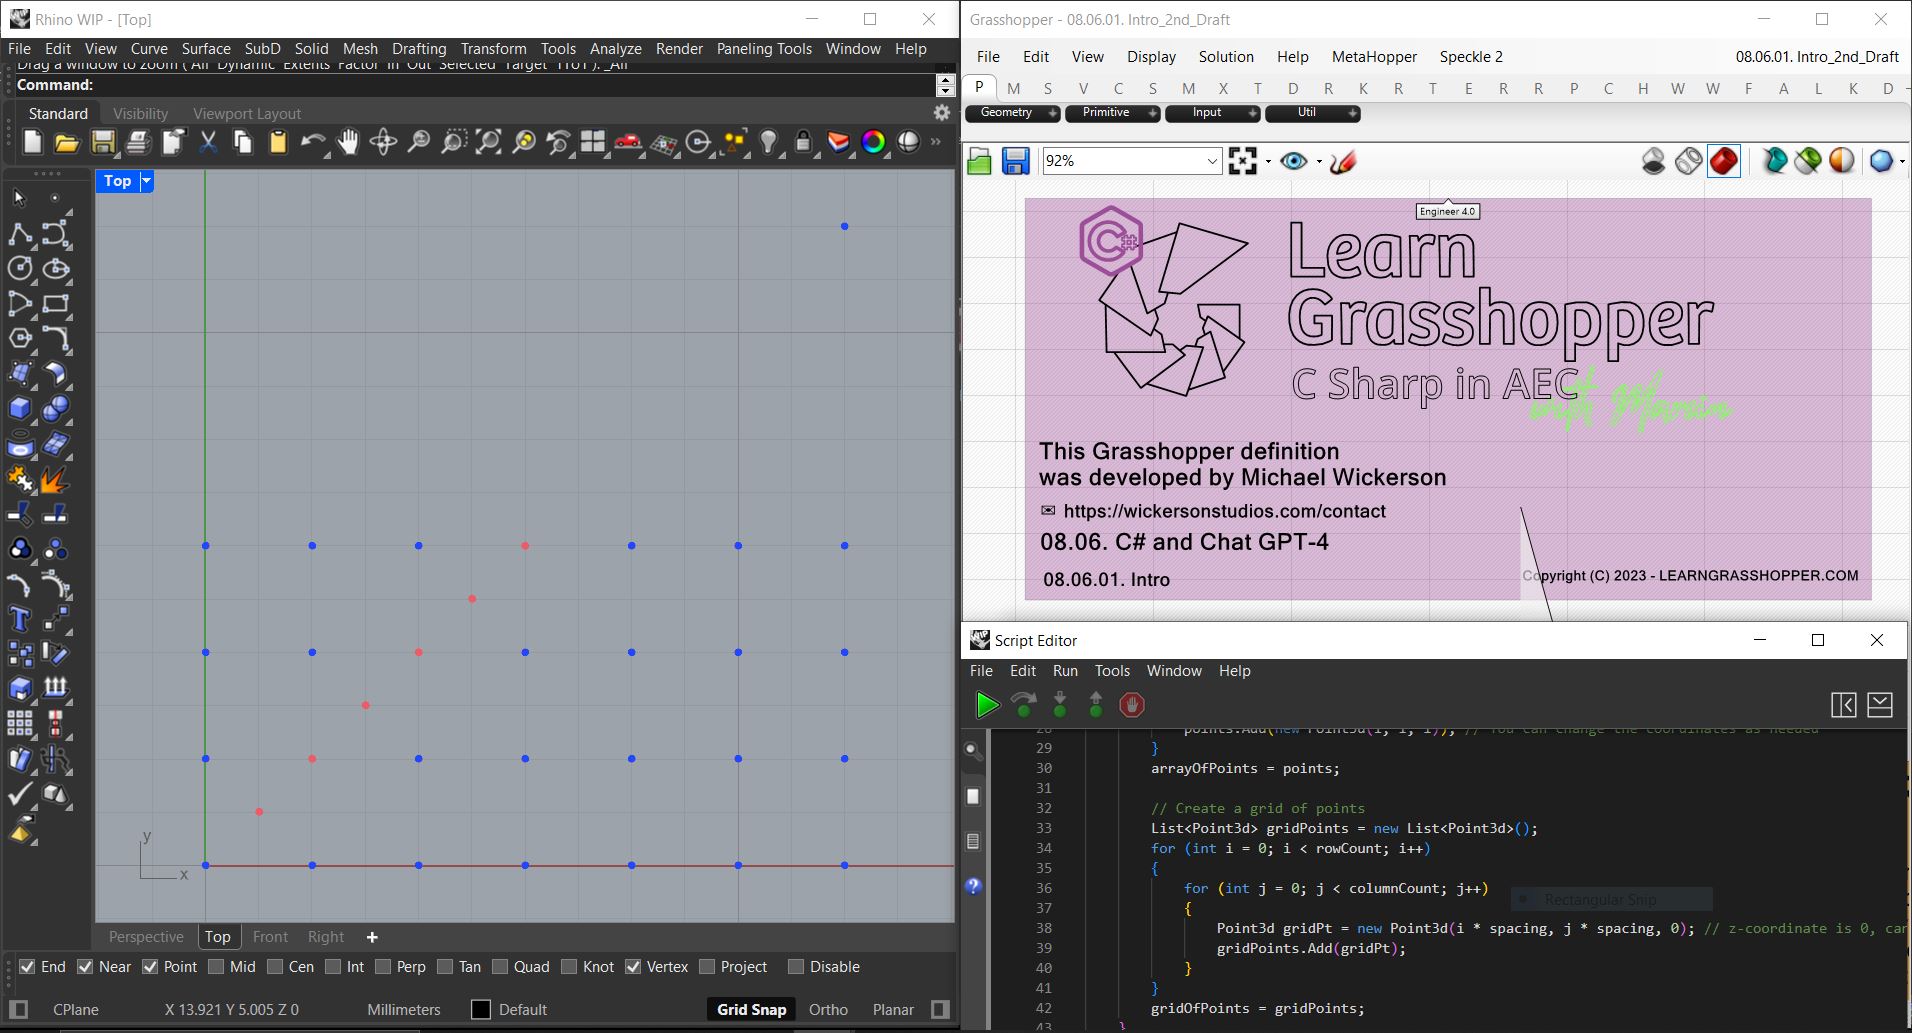 Rhino WIP - [Top]
File Edit View Curve Surface SubD Solid Mesh Drafting Transform Tools Analyze Render Paneling Tools Window Help
Drag a window to zoom ( All Dynamic Extents Factor In Out Selected Target 1To1 ): _All
Command:
Standard Visibility Viewport Layout
Top
y
x
Perspective Top Front Right
End Near Point Mid Cen Int Perp Tan Quad Knot Vertex Project Disable
CPlane X 13.921 Y 5.005 Z 0 Millimeters Default Grid Snap Ortho Planar
Grasshopper - 08.06.01. Intro_2nd_Draft
File Edit View Display Solution Help MetaHopper Speckle 2 08.06.01. Intro_2nd_Draft
P M S V C S M X T D R K R T E R R P C H W W F A L K D
Geometry Primitive Input Util
92%
Engineer 4.0
Learn
Grasshopper
C Sharp in AEC
This Grasshopper definition
was developed by Michael Wickerson
https://wickersonstudios.com/contact
08.06. C# and Chat GPT-4
08.06.01. Intro
Copyright (C) 2023 - LEARNGRASSHOPPER.COM
Script Editor
File Edit Run Tools Window Help
28 points.Add(new Point3d(i, i, i)); // You can change the coordinates as needed
29 }
30 arrayOfPoints = points;
31
32 // Create a grid of points
33 List<Point3d> gridPoints = new List<Point3d>();
34 for (int i = 0; i < rowCount; i++)
35 {
36 for (int j = 0; j < columnCount; j++)
Rectangular Snip
37 {
38 Point3d gridPt = new Point3d(i * spacing, j * spacing, 0); // z-coordinate is 0, can
39 gridPoints.Add(gridPt);
40 }
41 }
42 gridOfPoints = gridPoints;
43 }